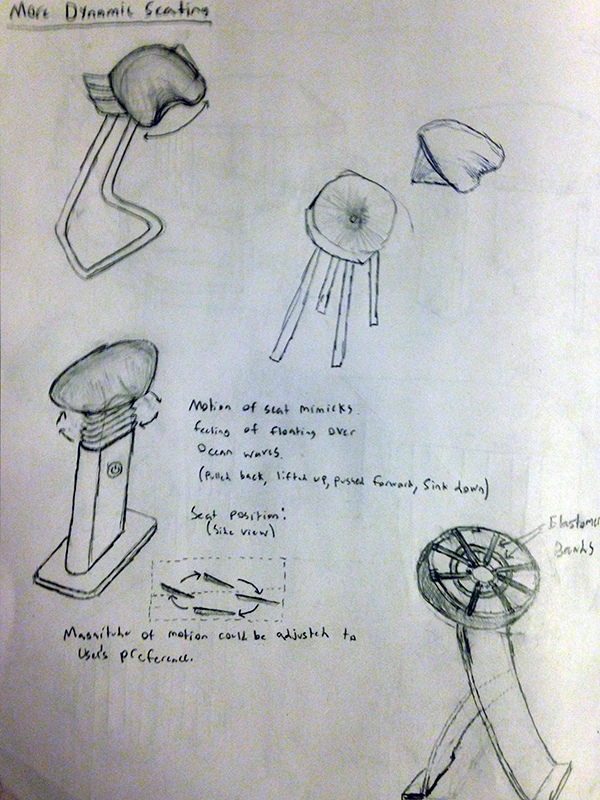 More Dynamic Seating
Motion of seat mimicks
feeling of floating over
Ocean waves.
(Pulled back, lifted up, pushed forward, Sink down)
Seat position:
(Side view)
Magnitude of motion could be adjusted to
User's preference.
Elastomer
Bands